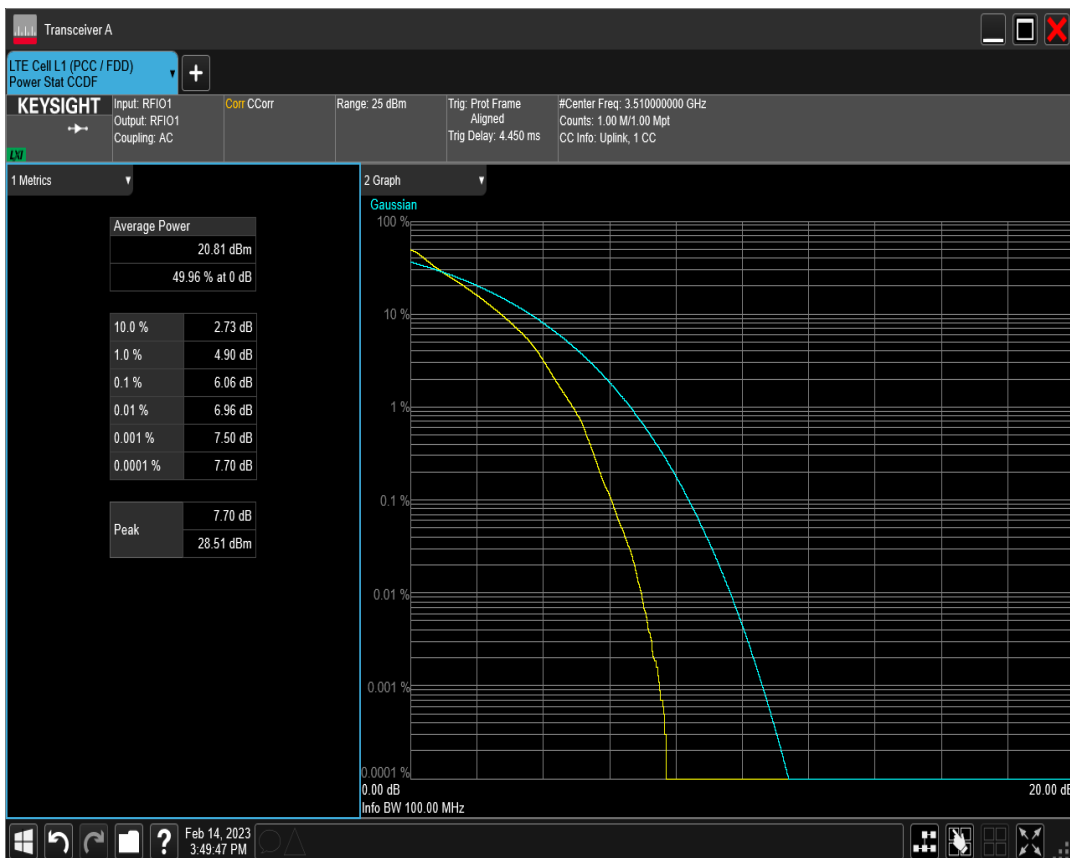 Transceiver A
LTE Cell L1 (PCC / FDD)
Power Stat CCDF
+
KEYSIGHT
LXI
Input: RFIO1
Output: RFIO1
Coupling: AC
Corr CCorr
Range: 25 dBm
Trig: Prot Frame
Aligned
Trig Delay: 4.450 ms
#Center Freq: 3.510000000 GHz
Counts: 1.00 M/1.00 Mpt
CC Info: Uplink, 1 CC
1 Metrics
Average Power
20.81 dBm
49.96 % at 0 dB
10.0 % 2.73 dB
1.0 % 4.90 dB
0.1 % 6.06 dB
0.01 % 6.96 dB
0.001 % 7.50 dB
0.0001 % 7.70 dB
Peak
7.70 dB
28.51 dBm
2 Graph
Gaussian
100 %
10 %
1 %
0.1 %
0.01 %
0.001 %
0.0001 %
0.00 dB 20.00 dB
Info BW 100.00 MHz
?
Feb 14, 2023
3:49:47 PM